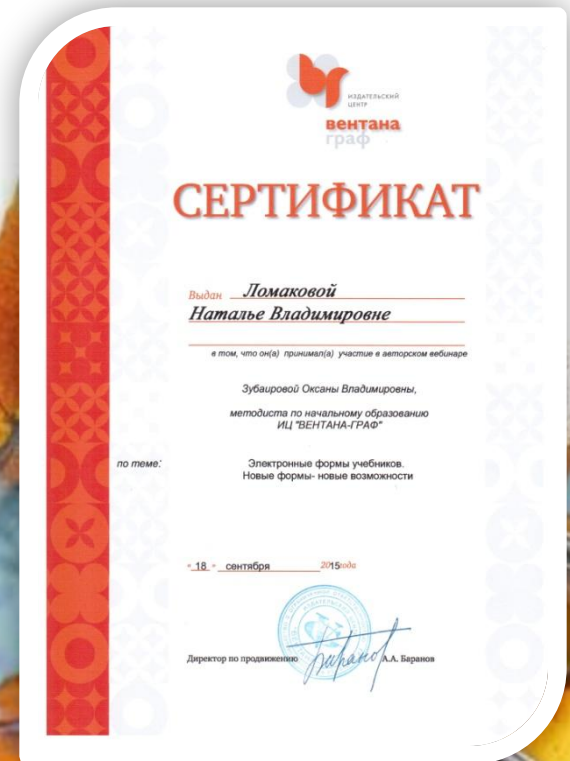 ИЗДАТЕЛЬСКИЙ
ЦЕНТР
вентана
граф
СЕРТИФИКАТ
Выдан Ломаковой
Наталье Владимировне
в том, что он(а) принимал(а) участие в авторском вебинаре
Зубаировой Оксаны Владимировны,
методиста по начальному образованию
ИЦ "ВЕНТАНА-ГРАФ"
по теме: Электронные формы учебников.
Новые формы- новые возможности
« 18 » сентября 2015года
Директор по продвижению А.А. Баранов